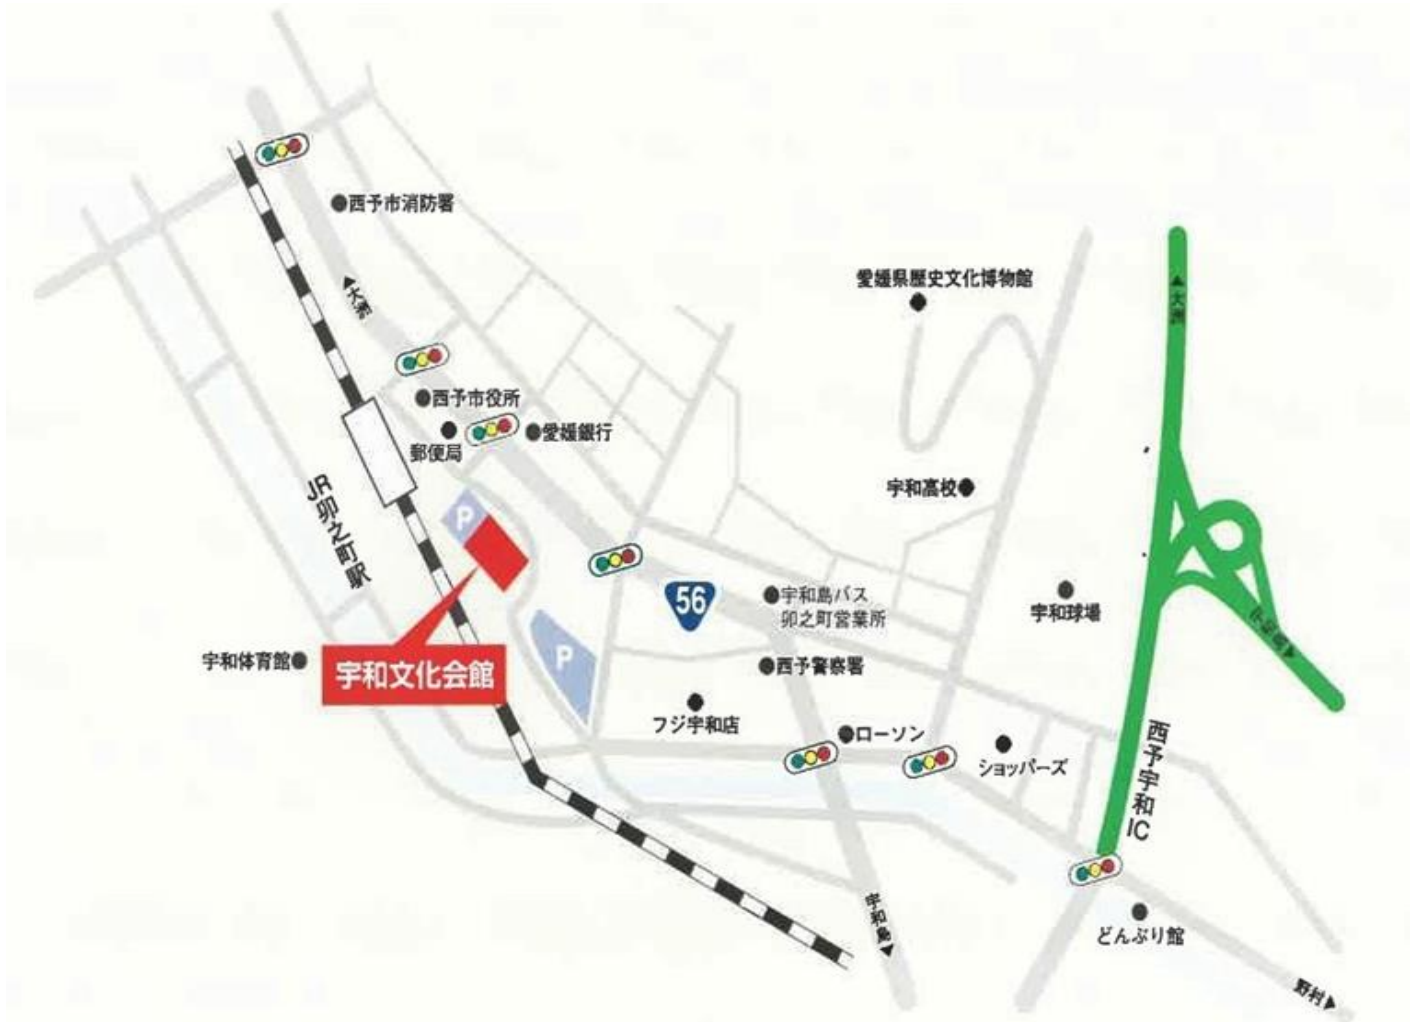 西予市消防署
▲大洲
愛媛県歴史文化博物館
▲大洲
西予市役所
愛媛銀行
郵便局
JR卯之町駅
宇和高校
P
56
宇和島バス
卯之町営業所
宇和球場
宇和体育館
宇和文化会館
P
西予警察署
フジ宇和店
ローソン
ショッパーズ
西予宇和IC
宇和島▼
どんぶり館
野村▶